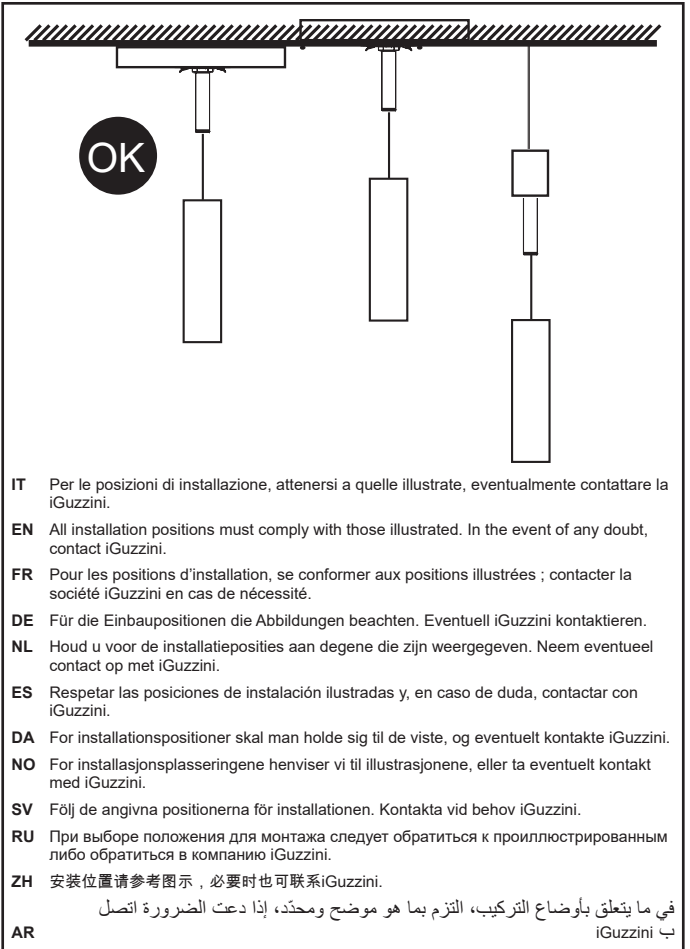 OK
IT Per le posizioni di installazione, attenersi a quelle illustrate, eventualmente contattare la
iGuzzini.
EN All installation positions must comply with those illustrated. In the event of any doubt,
contact iGuzzini.
FR Pour les positions d’installation, se conformer aux positions illustrées ; contacter la
société iGuzzini en cas de nécessité.
DE Für die Einbaupositionen die Abbildungen beachten. Eventuell iGuzzini kontaktieren.
NL Houd u voor de installatieposities aan degene die zijn weergegeven. Neem eventueel
contact op met iGuzzini.
ES Respetar las posiciones de instalación ilustradas y, en caso de duda, contactar con
iGuzzini.
DA For installationspositioner skal man holde sig til de viste, og eventuelt kontakte iGuzzini.
NO For installasjonsplasseringene henviser vi til illustrasjonene, eller ta eventuelt kontakt
med iGuzzini.
SV Följ de angivna positionerna för installationen. Kontakta vid behov iGuzzini.
RU При выборе положения для монтажа следует обратиться к проиллюстрированным
либо обратиться в компанию iGuzzini.
ZH 安装位置请参考图示，必要时也可联系iGuzzini.
في ما يتعلق بأوضاع التركيب، التزم بما هو موضح ومحدّد، إذا دعت الضرورة اتصل
AR ب iGuzzini